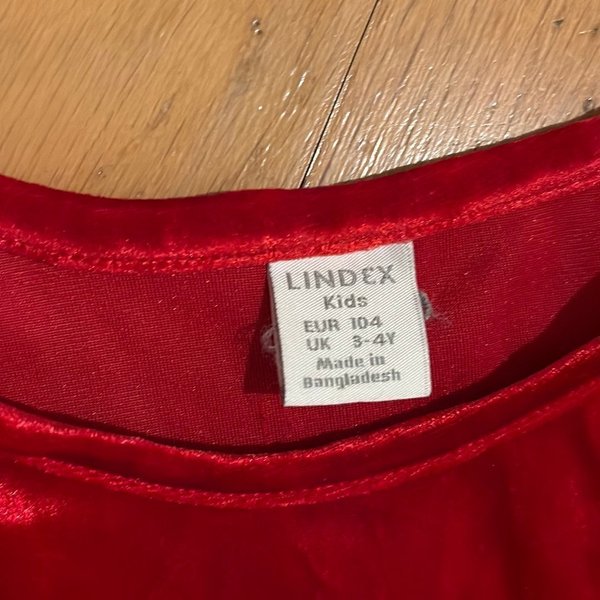 LINDEX
Kids
EUR 104
UK 3-4Y
Made in
Bangladesh